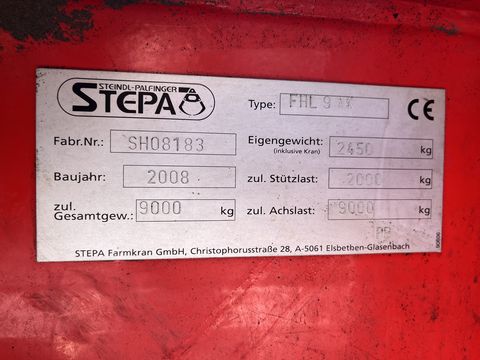 STEINDL-PALFINGER
STEPA
Type: FHL 9 AK
CE
Fabr.Nr.: SH08183
Eigengewicht: 2450 kg
(inklusive Kran)
Baujahr: 2008
zul. Stützlast: 2000 kg
zul. Gesamtgew.: 9000 kg
zul. Achslast: 9000 kg
STEPA Farmkran GmbH, Christophorusstraße 28, A-5061 Elsbethen-Glasenbach